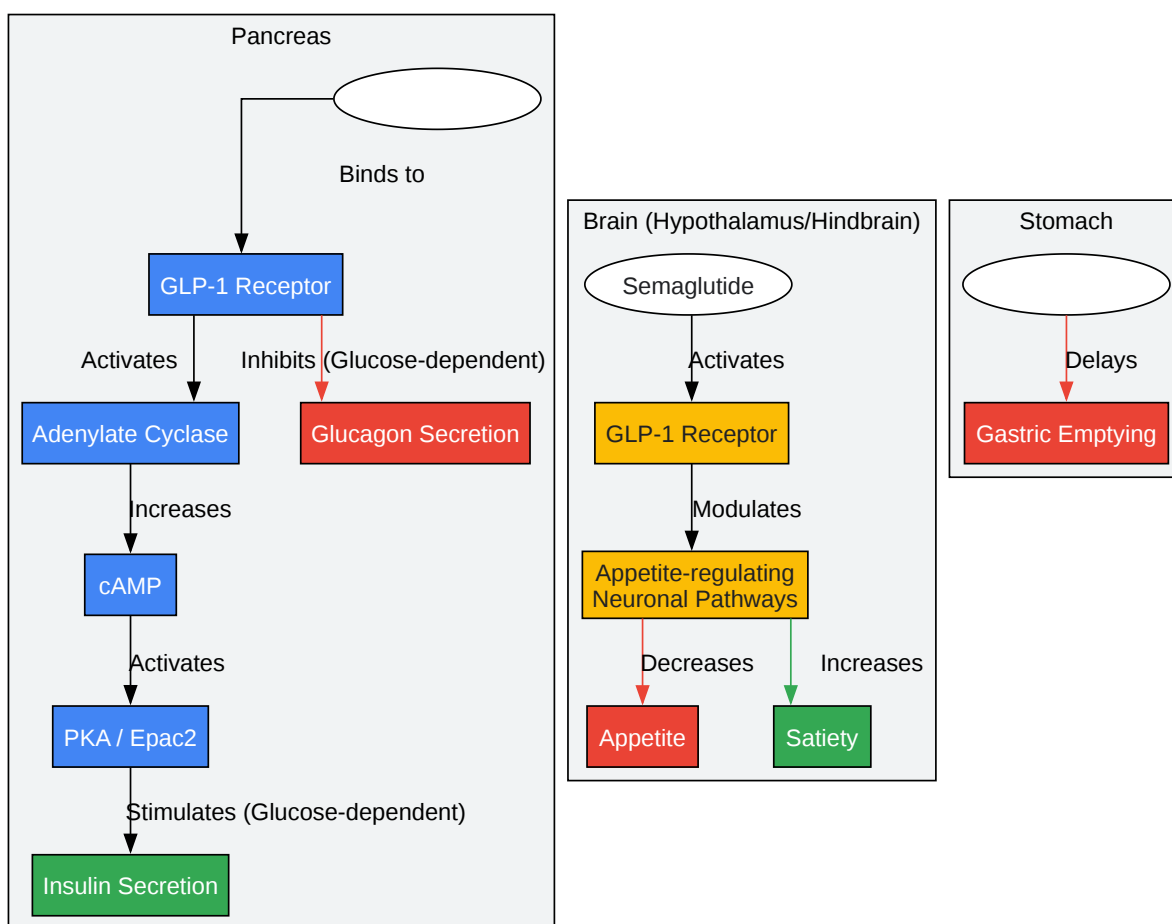 Pancreas
Binds to
GLP-1 Receptor
Activates
Inhibits (Glucose-dependent)
Adenylate Cyclase
Glucagon Secretion
Increases
cAMP
Activates
PKA / Epac2
Stimulates (Glucose-dependent)
Insulin Secretion
Brain (Hypothalamus/Hindbrain)
Semaglutide
Activates
GLP-1 Receptor
Modulates
Appetite-regulating
Neuronal Pathways
Decreases
Increases
Appetite
Satiety
Stomach
Delays
Gastric Emptying